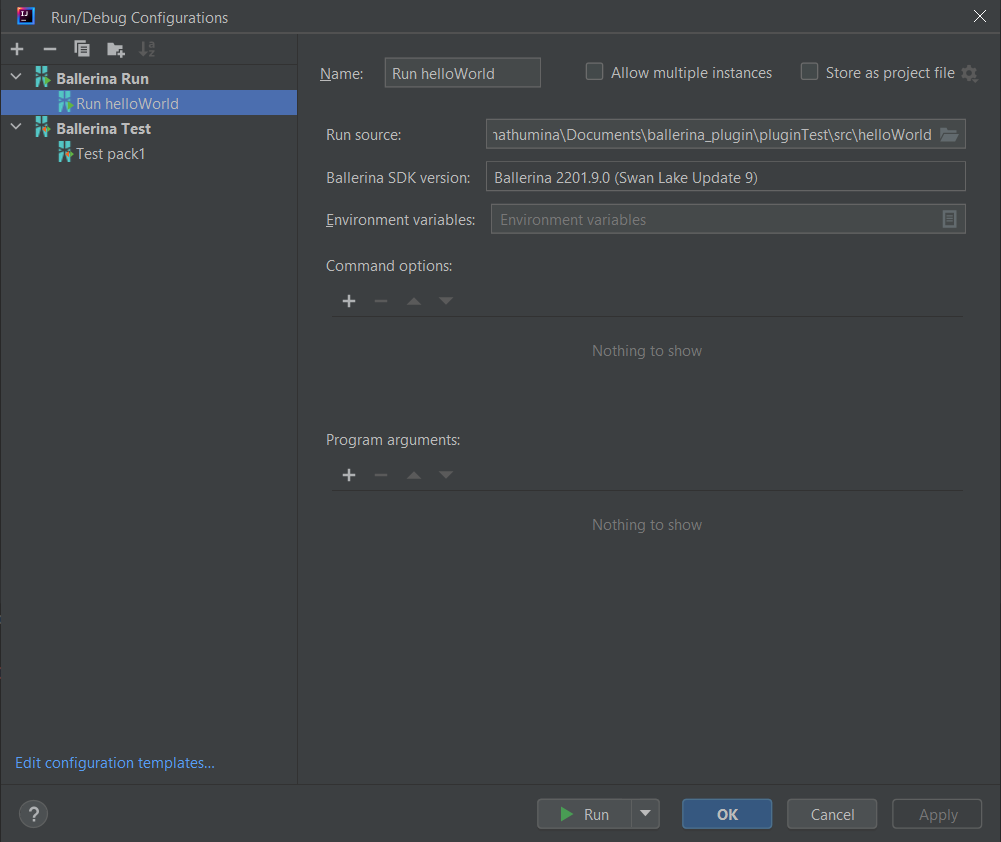 Run/Debug Configurations
Ballerina Run
Run helloWorld
Ballerina Test
Test pack1
Edit configuration templates...
Name: Run helloWorld Allow multiple instances Store as project file
Run source: \Documents\ballerina_plugin\pluginTest\src\helloWorld
Ballerina SDK version: Ballerina 2201.9.0 (Swan Lake Update 9)
Environment variables: Environment variables
Command options:
Nothing to show
Program arguments:
Nothing to show
? Run OK Cancel Apply